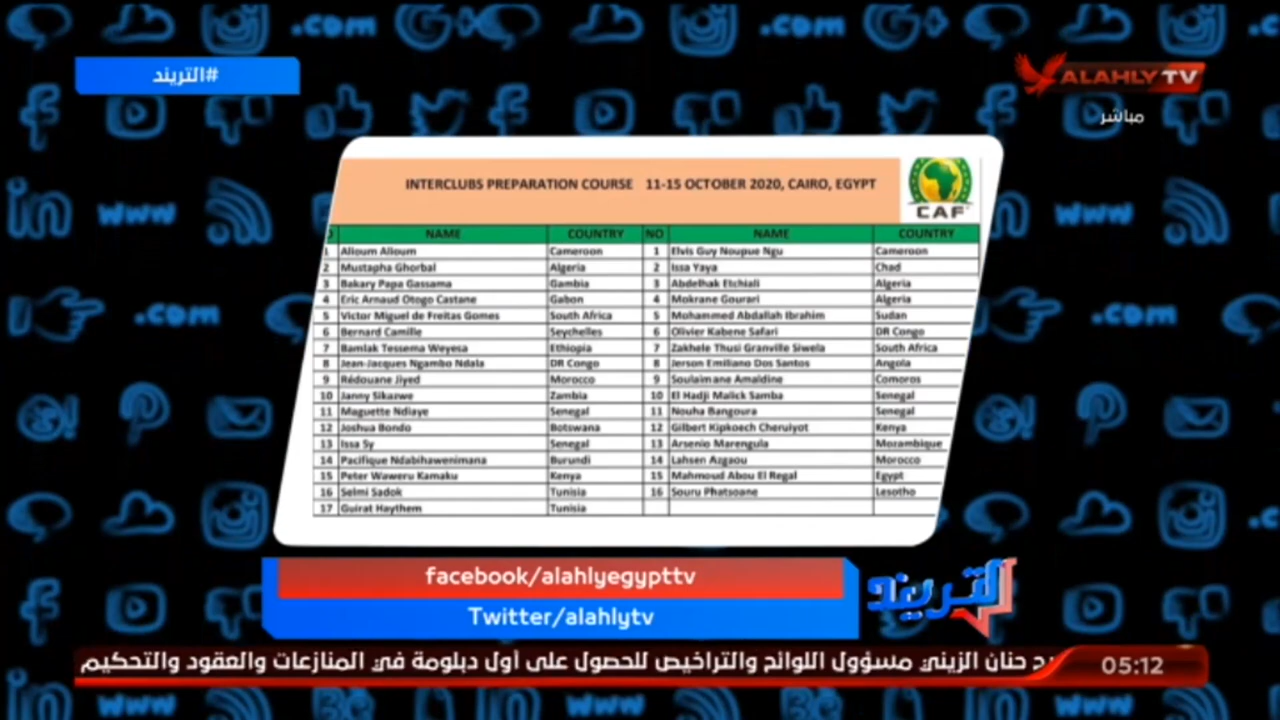 #التريند
ALAHLY TV
مباشر
INTERCLUBS PREPARATION COURSE 11-15 OCTOBER 2020, CAIRO, EGYPT
CAF
NAME COUNTRY NO NAME COUNTRY
1 Alioum Alioum Cameroon 1 Elvis Guy Noupue Ngu Cameroon
2 Mustapha Ghorbal Algeria 2 Issa Yaya Chad
3 Bakary Papa Gassama Gambia 3 Abdelhak Etchiali Algeria
4 Eric Arnaud Otogo Castane Gabon 4 Mokrane Gourari Algeria
5 Victor Miguel de Freitas Gomes South Africa 5 Mohammed Abdallah Ibrahim Sudan
6 Bernard Camille Seychelles 6 Olivier Kabene Safari DR Congo
7 Bamlak Tessema Weyesa Ethiopia 7 Zakhele Thusi Granville Siwela South Africa
8 Jean-Jacques Ngambo Ndala DR Congo 8 Jerson Emiliano Dos Santos Angola
9 Rédouane Jiyed Morocco 9 Soulaimane Amaldine Comoros
10 Janny Sikazwe Zambia 10 El Hadji Malick Samba Senegal
11 Maguette Ndiaye Senegal 11 Nouha Bangoura Senegal
12 Joshua Bondo Botswana 12 Gilbert Kipkoech Cheruiyot Kenya
13 Issa Sy Senegal 13 Arsenio Marengula Mozambique
14 Pacifique Ndabihawenimana Burundi 14 Lahsen Azgaou Morocco
15 Peter Waweru Kamaku Kenya 15 Mahmoud Abou El Regal Egypt
16 Selmi Sadok Tunisia 16 Souru Phatsoane Lesotho
17 Guirat Haythem Tunisia
facebook/alahlyegypttv
Twitter/alahlytv
التريند
حنان الزيني مسؤول اللوائح والتراخيص للحصول على أول دبلومة في المنازعات والعقود والتحكيم
05:12